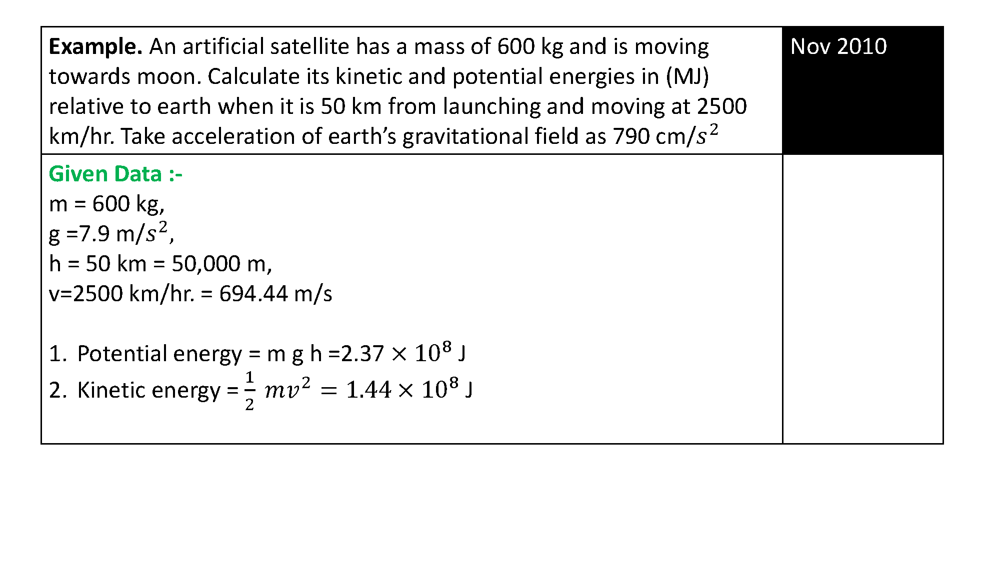 Example. An artificial satellite has a mass of 600 kg and is moving
towards moon. Calculate its kinetic and potential energies in (MJ)
relative to earth when it is 50 km from launching and moving at 2500
km/hr. Take acceleration of earth’s gravitational field as 790 cm/s²
Nov 2010
Given Data :-
m = 600 kg,
g =7.9 m/s²,
h = 50 km = 50,000 m,
v=2500 km/hr. = 694.44 m/s
1. Potential energy = m g h =2.37 × 10⁸ J
2. Kinetic energy = 1/2 mv² = 1.44 × 10⁸ J